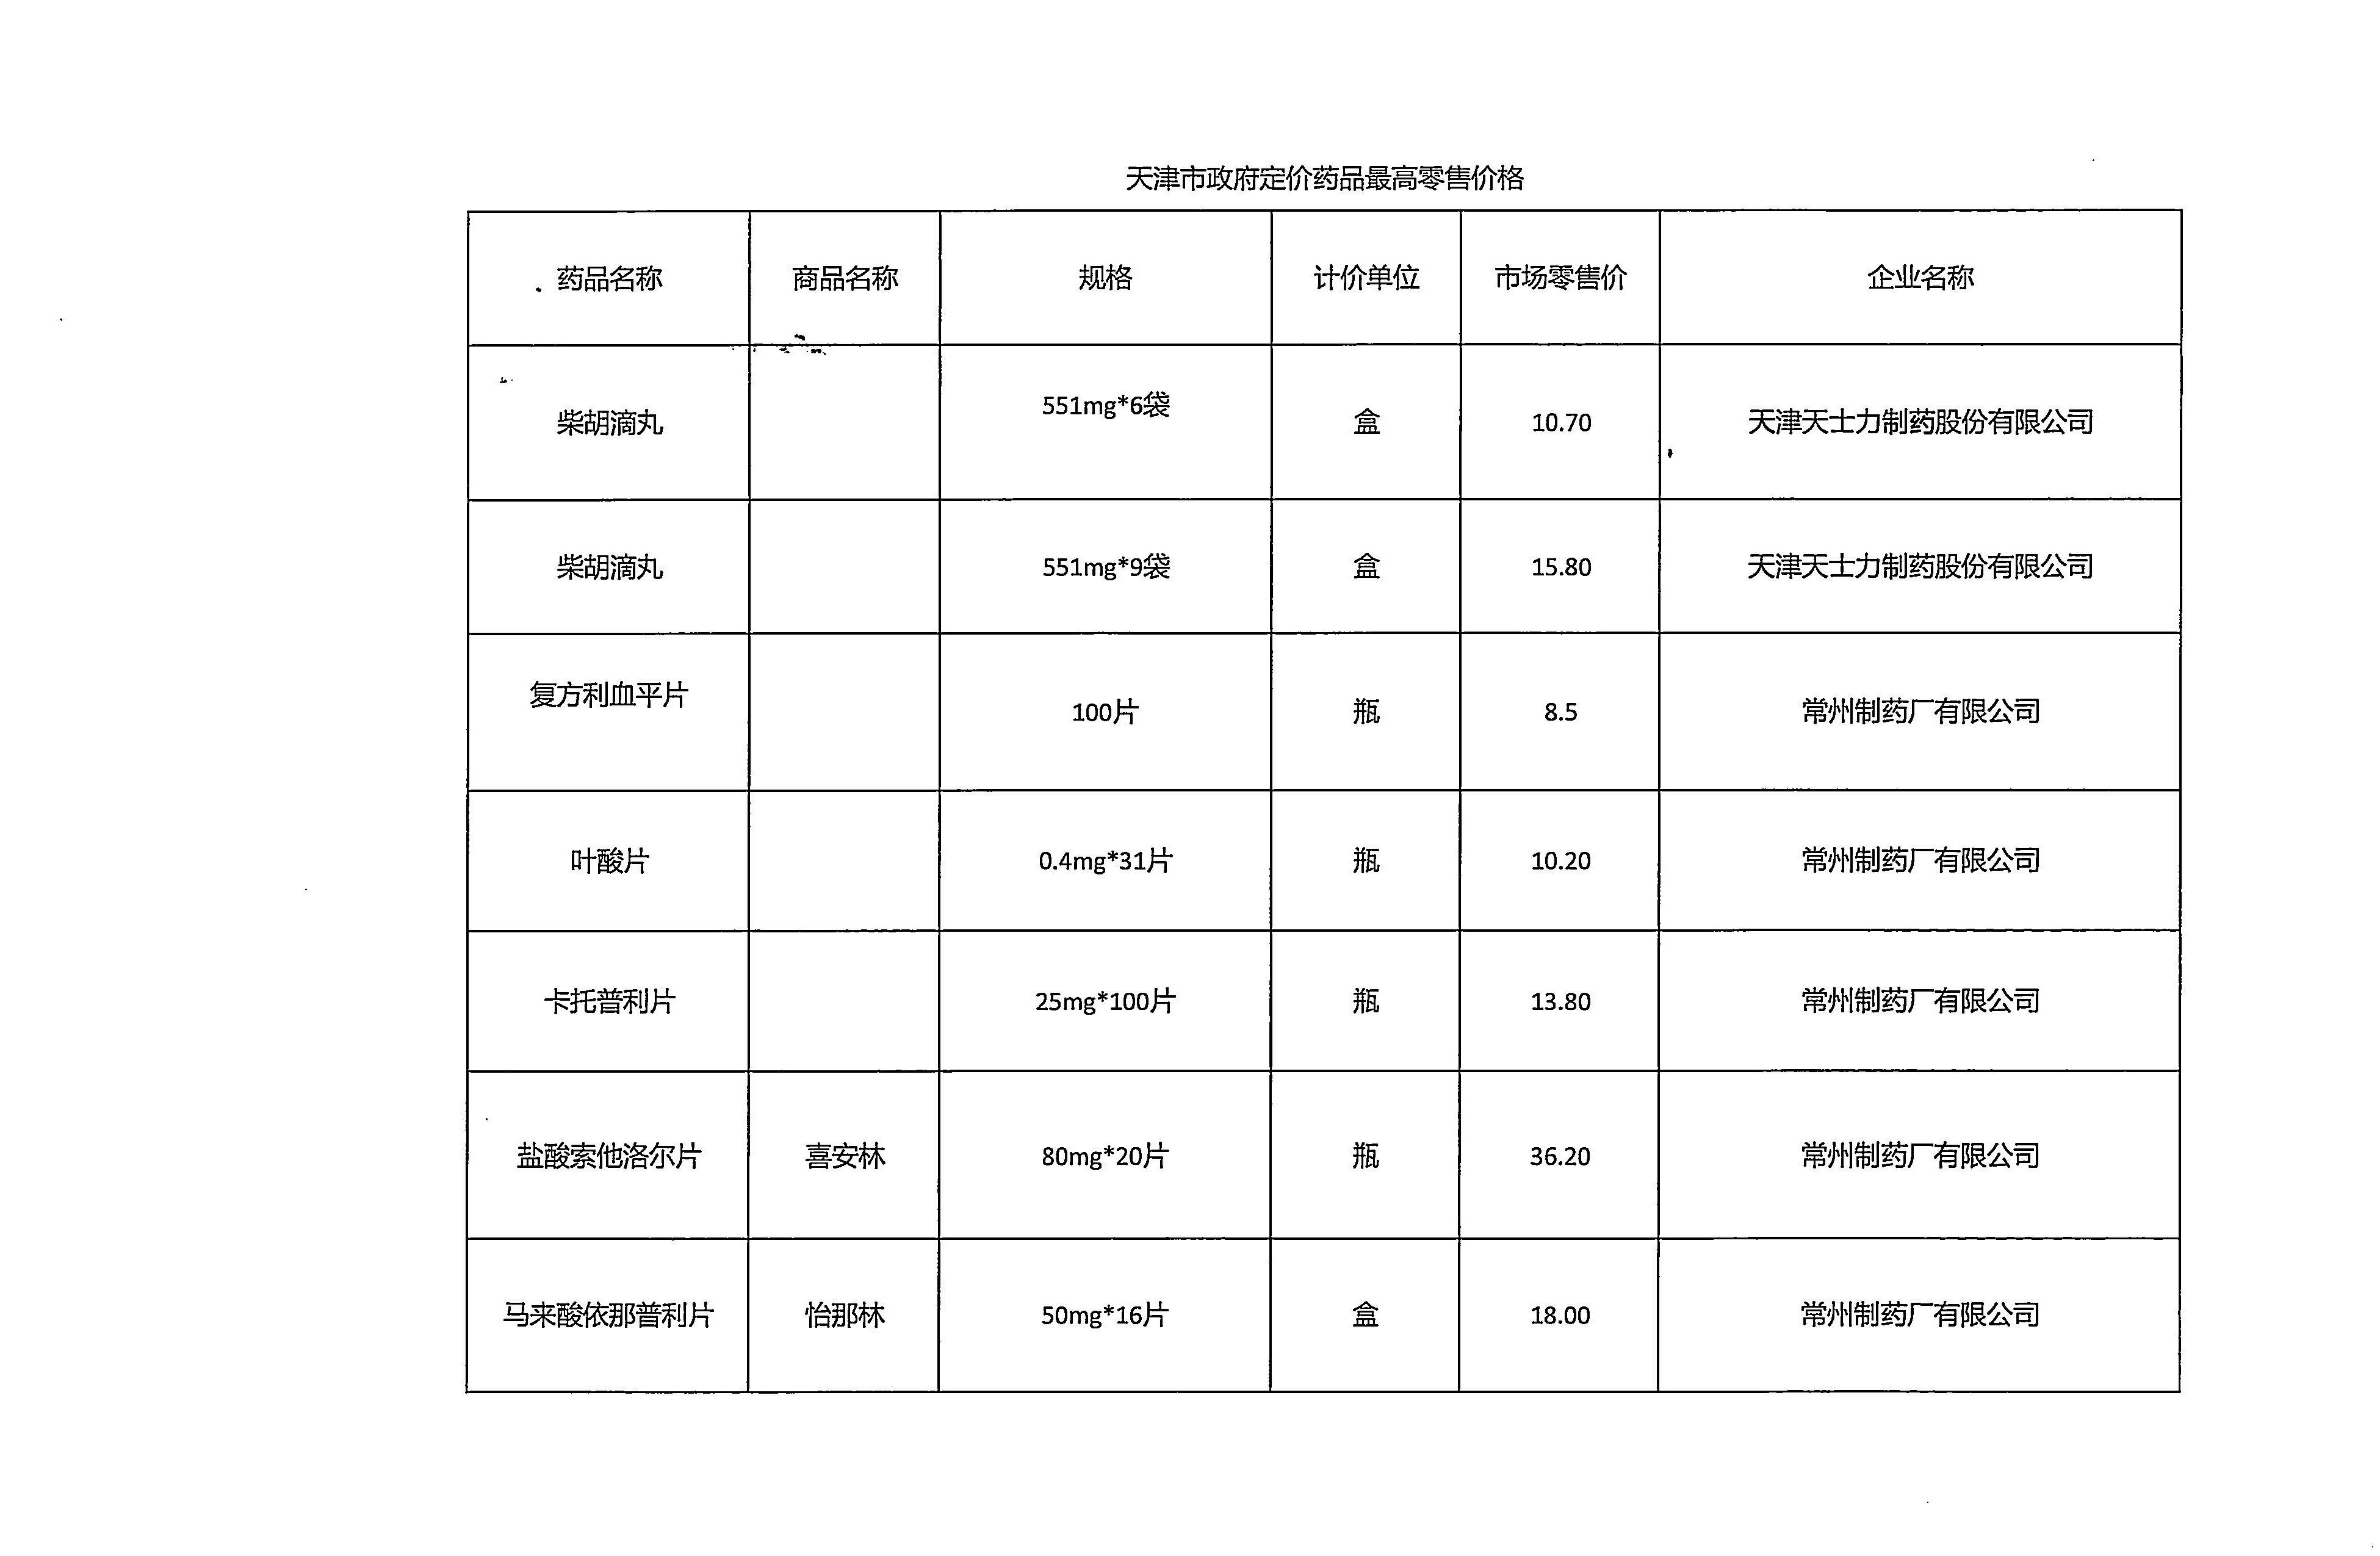 天津市政府定价药品最高零售价格
药品名称 商品名称 规格 计价单位 市场零售价 企业名称
柴胡滴丸 551mg*6袋 盒 10.70 天津天士力制药股份有限公司
柴胡滴丸 551mg*9袋 盒 15.80 天津天士力制药股份有限公司
复方利血平片 100片 瓶 8.5 常州制药厂有限公司
叶酸片 0.4mg*31片 瓶 10.20 常州制药厂有限公司
卡托普利片 25mg*100片 瓶 13.80 常州制药厂有限公司
盐酸索他洛尔片 喜安林 80mg*20片 瓶 36.20 常州制药厂有限公司
马来酸依那普利片 怡那林 50mg*16片 盒 18.00 常州制药厂有限公司